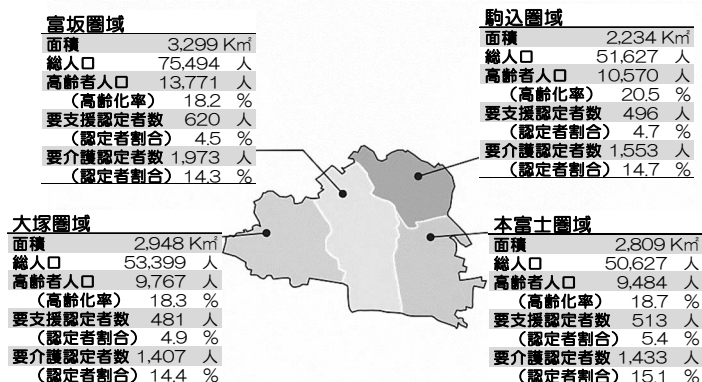 富坂圏域
面積 3,299 K㎡
総人口 75,494 人
高齢者人口 13,771 人
（高齢化率） 18.2 %
要支援認定者数 620 人
（認定者割合） 4.5 %
要介護認定者数 1,973 人
（認定者割合） 14.3 %
駒込圏域
面積 2,234 K㎡
総人口 51,627 人
高齢者人口 10,570 人
（高齢化率） 20.5 %
要支援認定者数 496 人
（認定者割合） 4.7 %
要介護認定者数 1,553 人
（認定者割合） 14.7 %
大塚圏域
面積 2,948 K㎡
総人口 53,399 人
高齢者人口 9,767 人
（高齢化率） 18.3 %
要支援認定者数 481 人
（認定者割合） 4.9 %
要介護認定者数 1,407 人
（認定者割合） 14.4 %
本富士圏域
面積 2,809 K㎡
総人口 50,627 人
高齢者人口 9,484 人
（高齢化率） 18.7 %
要支援認定者数 513 人
（認定者割合） 5.4 %
要介護認定者数 1,433 人
（認定者割合） 15.1 %